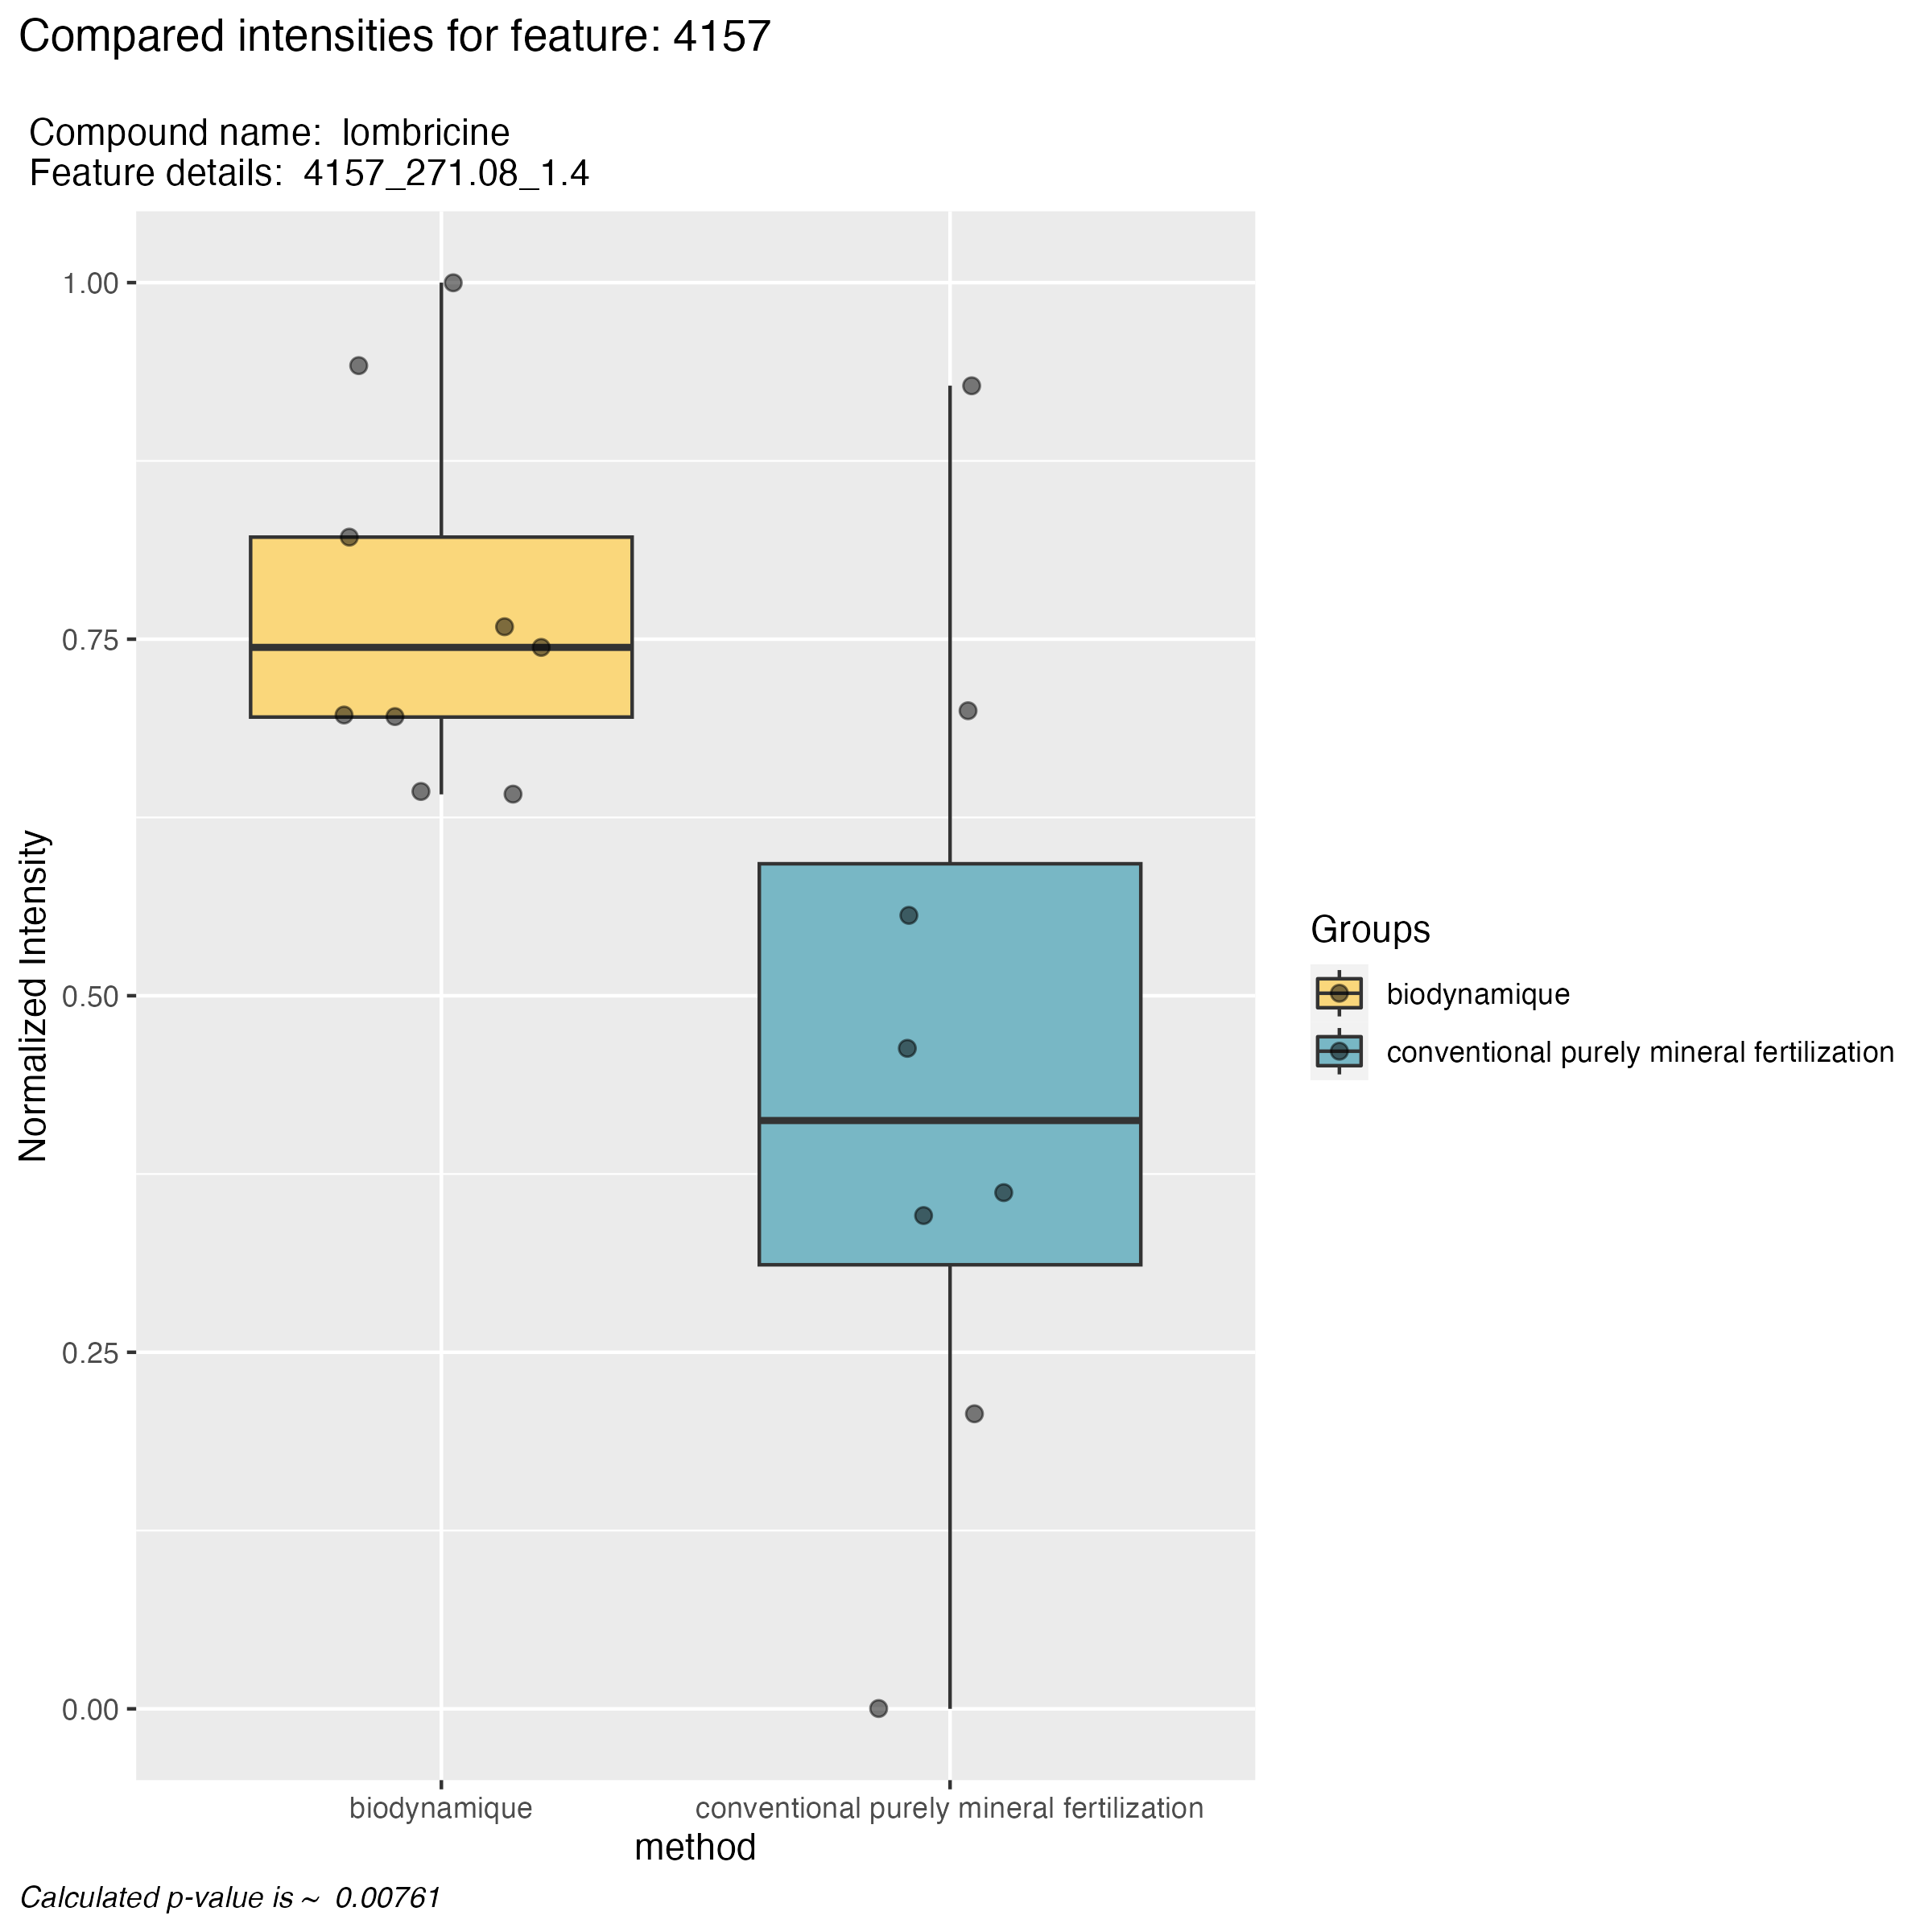 Compared intensities for feature: 4157
Compound name:  lombricine
Feature details:  4157_271.08_1.4
1.00
0.75
0.50
0.25
0.00
Normalized Intensity
biodynamique
conventional purely mineral fertilization
method
Groups
biodynamique
conventional purely mineral fertilization
Calculated p-value is ~  0.00761